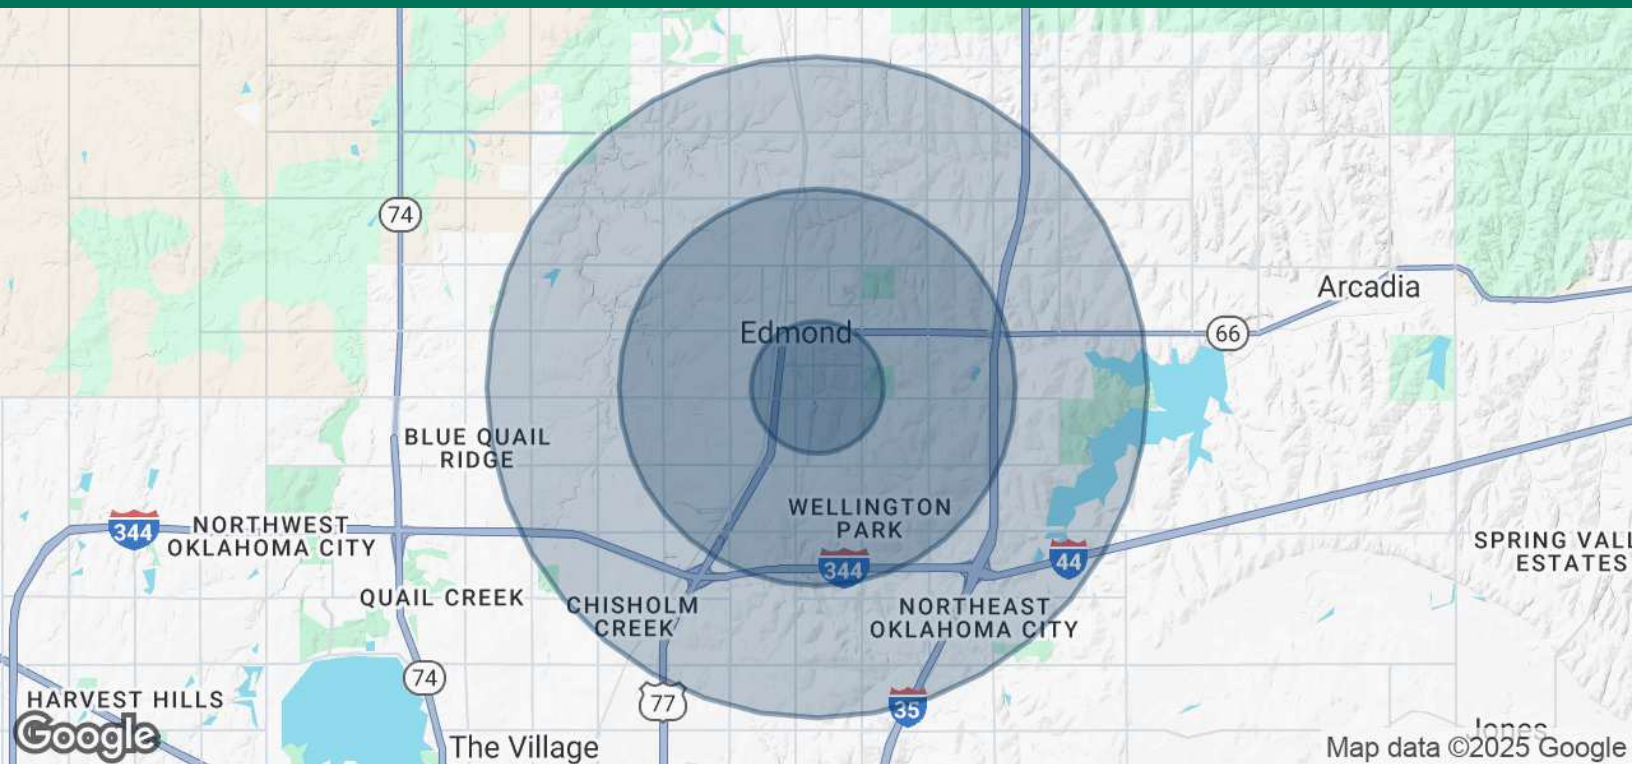 74
Arcadia
Edmond
66
BLUE QUAIL
RIDGE
WELLINGTON
PARK
344
NORTHWEST
OKLAHOMA CITY
44
SPRING VALL
ESTATES
344
QUAIL CREEK
CHISHOLM
CREEK
NORTHEAST
OKLAHOMA CITY
74
HARVEST HILLS
77
35
Google
The Village
Jones
Map data ©2025 Google